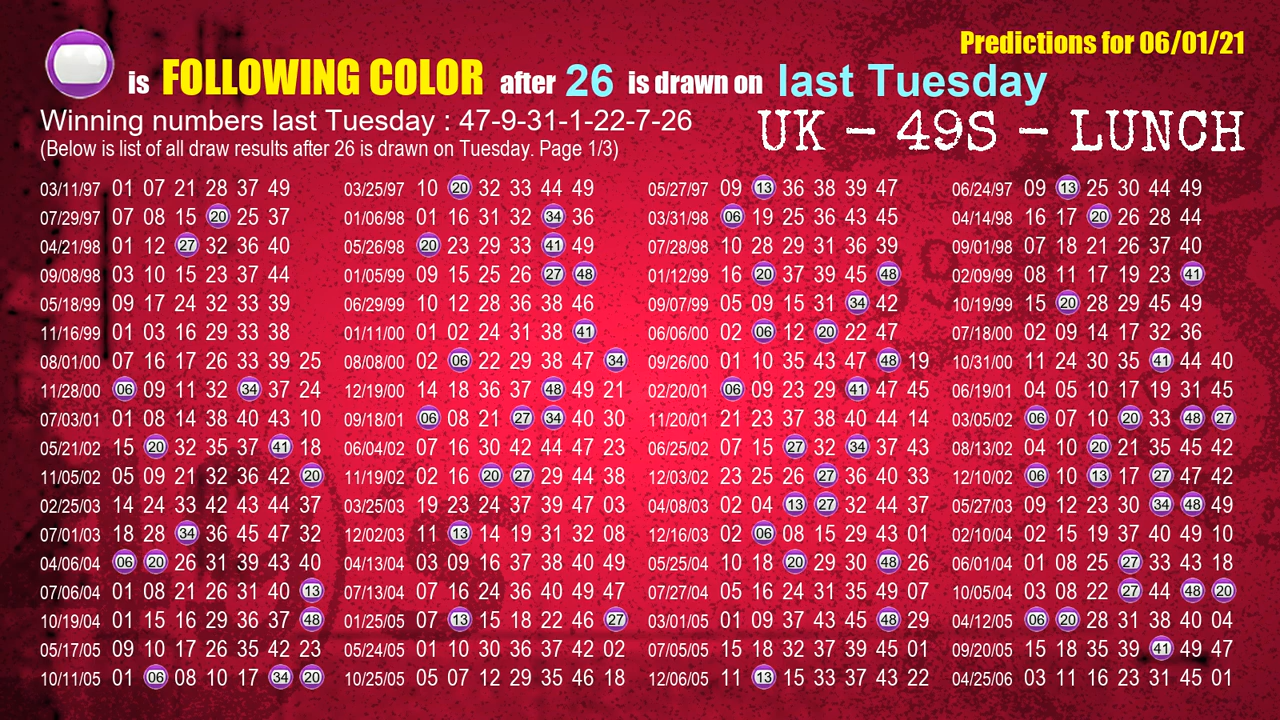 Predictions for 06/01/21
is FOLLOWING COLOR after 26 is drawn on last Tuesday
Winning numbers last Tuesday : 47-9-31-1-22-7-26
UK - 49S - LUNCH
(Below is list of all draw results after 26 is drawn on Tuesday. Page 1/3)
03/11/97 01 07 21 28 37 49 03/25/97 10 20 32 33 44 49 05/27/97 09 13 36 38 39 47 06/24/97 09 13 25 30 44 49
07/29/97 07 08 15 20 25 37 01/06/98 01 16 31 32 34 36 03/31/98 06 19 25 36 43 45 04/14/98 16 17 20 26 28 44
04/21/98 01 12 27 32 36 40 05/26/98 20 23 29 33 41 49 07/28/98 10 28 29 31 36 39 09/01/98 07 18 21 26 37 40
09/08/98 03 10 15 23 37 44 01/05/99 09 15 25 26 27 48 01/12/99 16 20 37 39 45 48 02/09/99 08 11 17 19 23 41
05/18/99 09 17 24 32 33 39 06/29/99 10 12 28 36 38 46 09/07/99 05 09 15 31 34 42 10/19/99 15 20 28 29 45 49
11/16/99 01 03 16 29 33 38 01/11/00 01 02 24 31 38 41 06/06/00 02 06 12 20 22 47 07/18/00 02 09 14 17 32 36
08/01/00 07 16 17 26 33 39 25 08/08/00 02 06 22 29 38 47 34 09/26/00 01 10 35 43 47 48 19 10/31/00 11 24 30 35 41 44 40
11/28/00 06 09 11 32 34 37 24 12/19/00 14 18 36 37 48 49 21 02/20/01 06 09 23 29 41 47 45 06/19/01 04 05 10 17 19 31 45
07/03/01 01 08 14 38 40 43 10 09/18/01 06 08 21 27 34 40 30 11/20/01 21 23 37 38 40 44 14 03/05/02 06 07 10 20 33 48 27
05/21/02 15 20 32 35 37 41 18 06/04/02 07 16 30 42 44 47 23 06/25/02 07 15 27 32 34 37 43 08/13/02 04 10 20 21 35 45 42
11/05/02 05 09 21 32 36 42 20 11/19/02 02 16 20 27 29 44 38 12/03/02 23 25 26 27 36 40 33 12/10/02 06 10 13 17 27 47 42
02/25/03 14 24 33 42 43 44 37 03/25/03 19 23 24 37 39 47 03 04/08/03 02 04 13 27 32 44 37 05/27/03 09 12 23 30 34 48 49
07/01/03 18 28 34 36 45 47 32 12/02/03 11 13 14 19 31 32 08 12/16/03 02 06 08 15 29 43 01 02/10/04 02 15 19 37 40 49 10
04/06/04 06 20 26 31 39 43 40 04/13/04 03 09 16 37 38 40 49 05/25/04 10 18 20 29 30 48 26 06/01/04 01 08 25 27 33 43 18
07/06/04 01 08 21 26 31 40 13 07/13/04 07 16 24 36 40 49 47 07/27/04 05 16 24 31 35 49 07 10/05/04 03 08 22 27 44 48 20
10/19/04 01 15 16 29 36 37 48 01/25/05 07 13 15 18 22 46 27 03/01/05 01 09 37 43 45 48 29 04/12/05 06 20 28 31 38 40 04
05/17/05 09 10 17 26 35 42 23 05/24/05 01 10 30 36 37 42 02 07/05/05 15 18 32 37 39 45 01 09/20/05 15 18 35 39 41 49 47
10/11/05 01 06 08 10 17 34 20 10/25/05 05 07 12 29 35 46 18 12/06/05 11 13 15 33 37 43 22 04/25/06 03 11 16 23 31 45 01